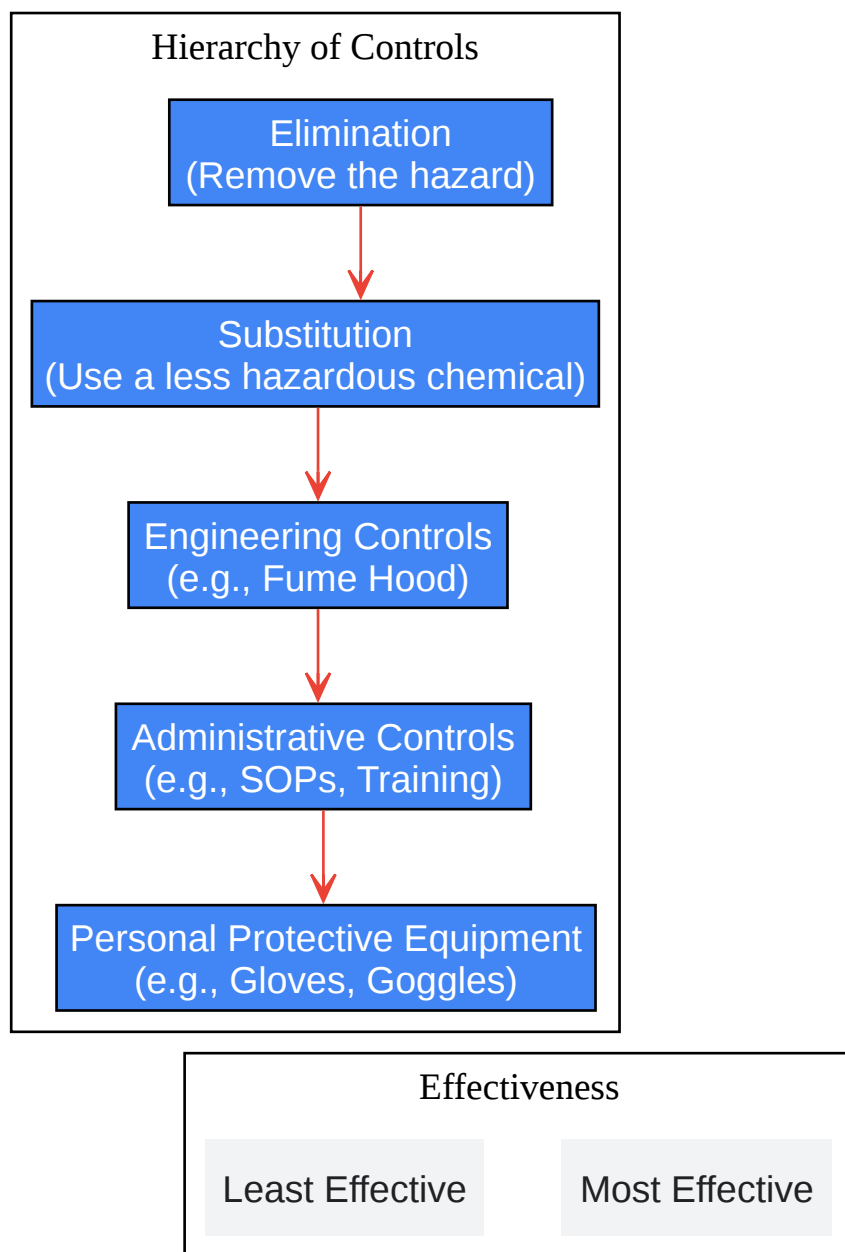 Hierarchy of Controls
Elimination
(Remove the hazard)
Substitution
(Use a less hazardous chemical)
Engineering Controls
(e.g., Fume Hood)
Administrative Controls
(e.g., SOPs, Training)
Personal Protective Equipment
(e.g., Gloves, Goggles)
Effectiveness
Least Effective
Most Effective